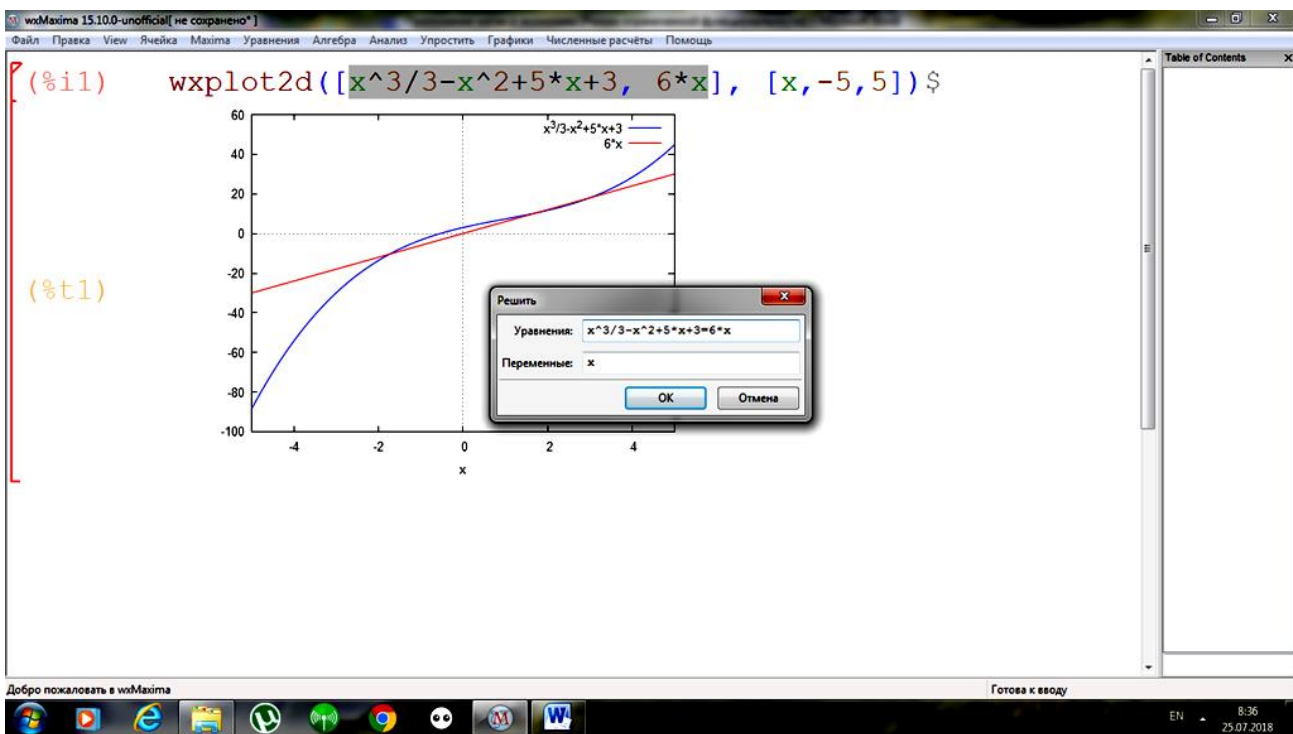 wxMaxima 15.10.0-unofficial[ не сохранено* ]
Файл Правка View Ячейка Maxima Уравнения Алгебра Анализ Упростить Графики Численные расчёты Помощь
Table of Contents x
(%i1) wxplot2d([x^3/3-x^2+5*x+3, 6*x], [x,-5,5])$
60
40
20
0
-20
-40
-60
-80
-100
x³/3-x²+5*x+3
6*x
-4 -2 0 2 4
x
(%t1)
Решить
Уравнения: x^3/3-x^2+5*x+3=6*x
Переменные: x
OK Отмена
Добро пожаловать в wxMaxima Готова к вводу
EN 8:36
25.07.2018